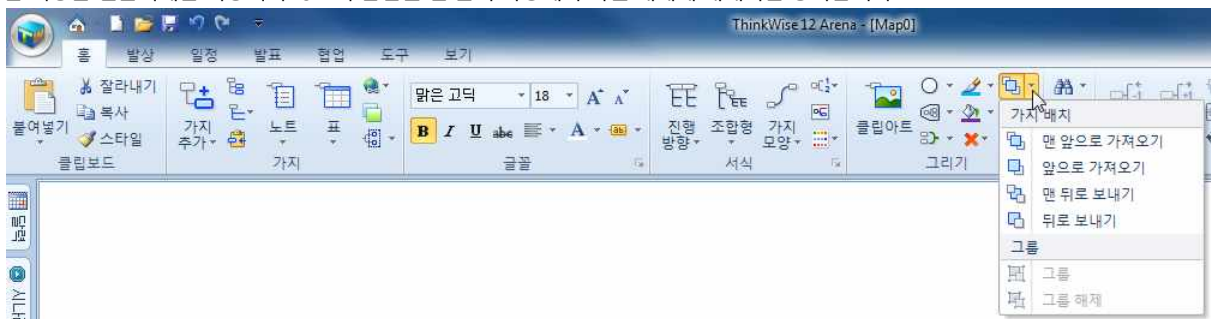 ThinkWise12 Arena - [Map0]
홈 발상 일정 발표 협업 도구 보기
붙여넣기
잘라내기
복사
스타일
클립보드
가지 추가
노트
표
가지
맑은 고딕 18 A A
B I U abc A ab
글꼴
진행 방향
조합형
가지 모양
서식
클립아트
그리기
가지 배치
맨 앞으로 가져오기
앞으로 가져오기
맨 뒤로 보내기
뒤로 보내기
그룹
그룹
그룹 해제